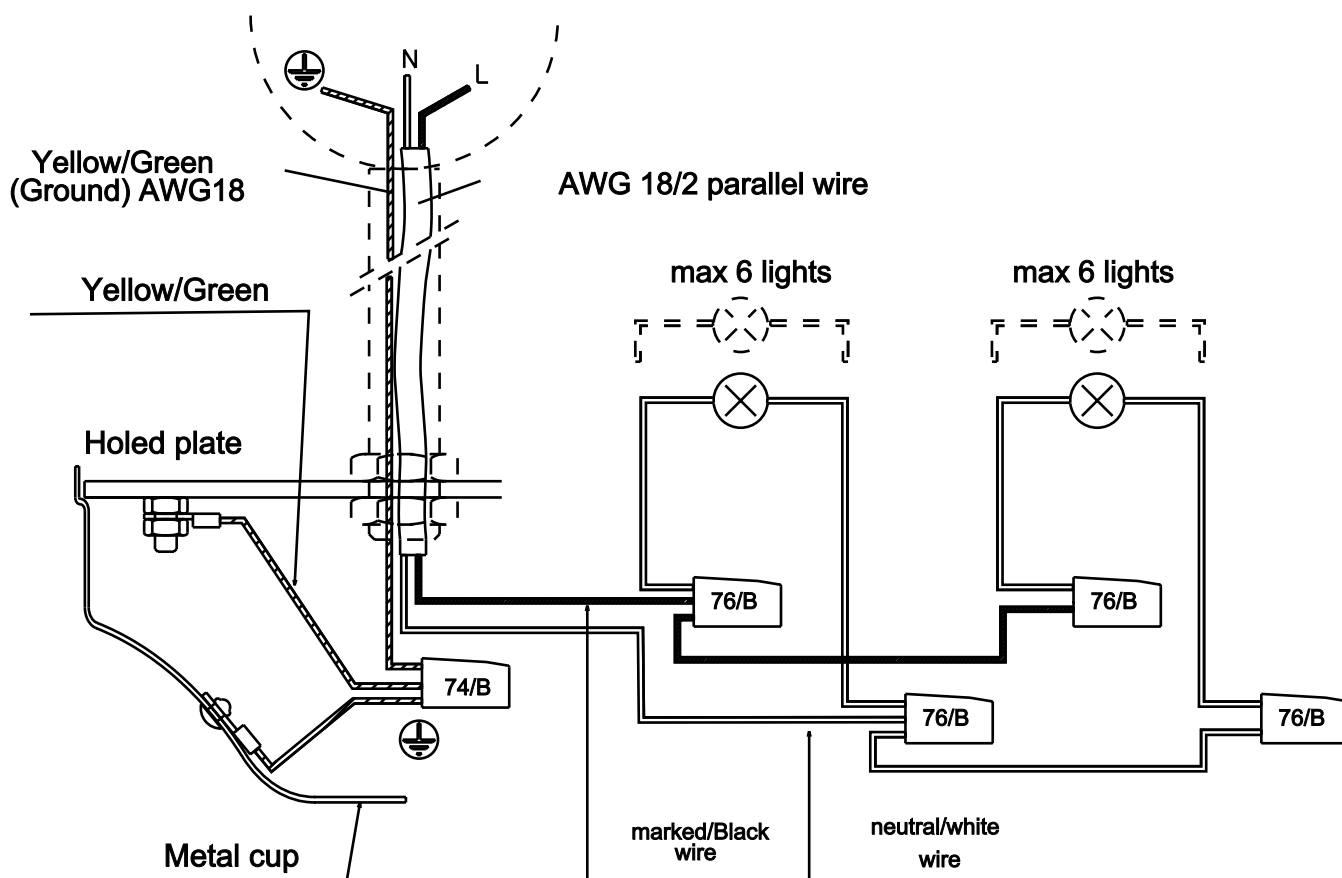 N
L
Yellow/Green
(Ground) AWG18
AWG 18/2 parallel wire
Yellow/Green
max 6 lights
max 6 lights
Holed plate
76/B
76/B
74/B
76/B
76/B
marked/Black
wire
neutral/white
wire
Metal cup